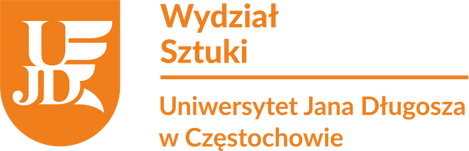 UJD
Wydział
Sztuki
Uniwersytet Jana Długosza
w Częstochowie